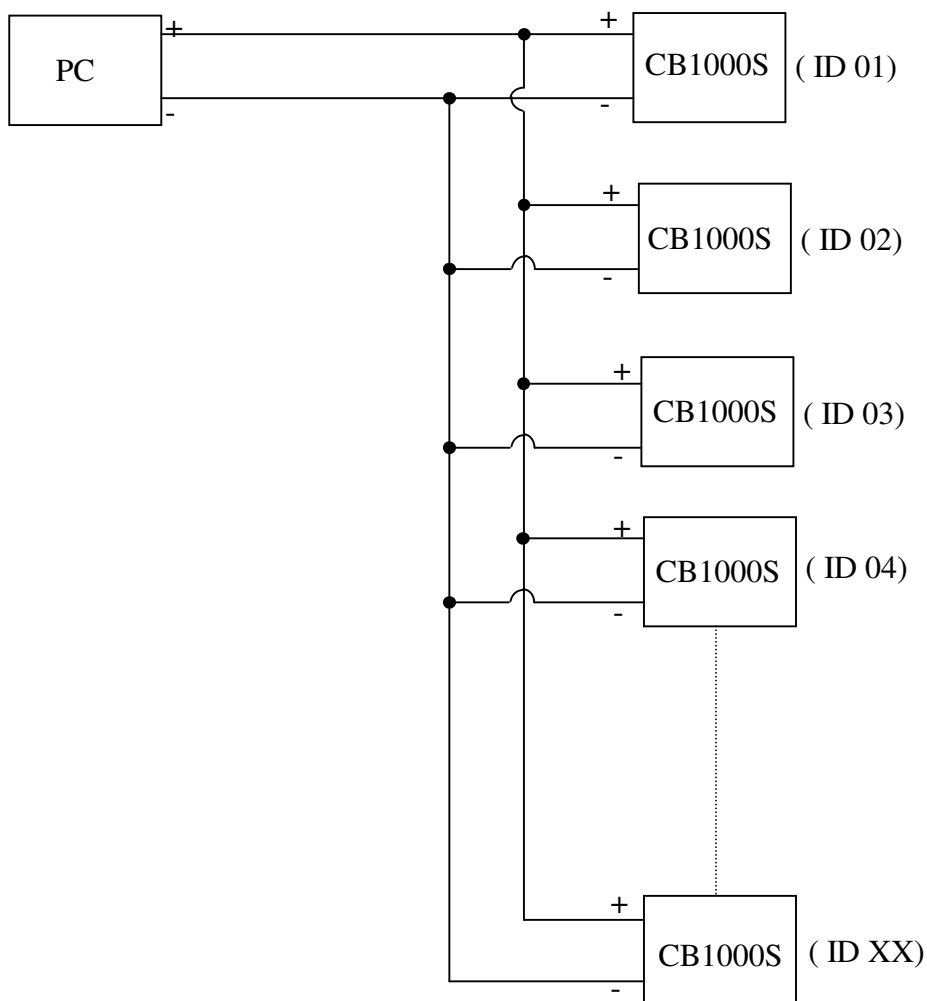 PC
+
-
+
CB1000S
-
( ID 01)
+
CB1000S
-
( ID 02)
+
CB1000S
-
( ID 03)
+
CB1000S
-
( ID 04)
+
CB1000S
-
( ID XX)